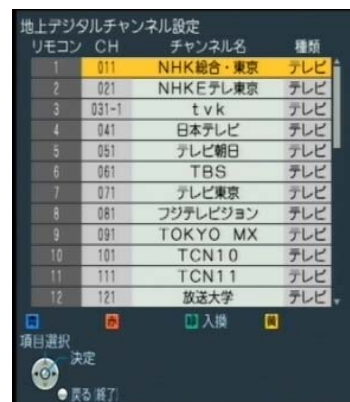 地上デジタルチャンネル設定
リモコン CH チャンネル名 種類
1 011 NHK総合・東京 テレビ
2 021 NHKEテレ東京 テレビ
3 031-1 tvk テレビ
4 041 日本テレビ テレビ
5 051 テレビ朝日 テレビ
6 061 TBS テレビ
7 071 テレビ東京 テレビ
8 081 フジテレビジョン テレビ
9 091 TOKYO MX テレビ
10 101 TCN10 テレビ
11 111 TCN11 テレビ
12 121 放送大学 テレビ
青 赤 緑 入換 黄
項目選択
決定
戻る(終了)